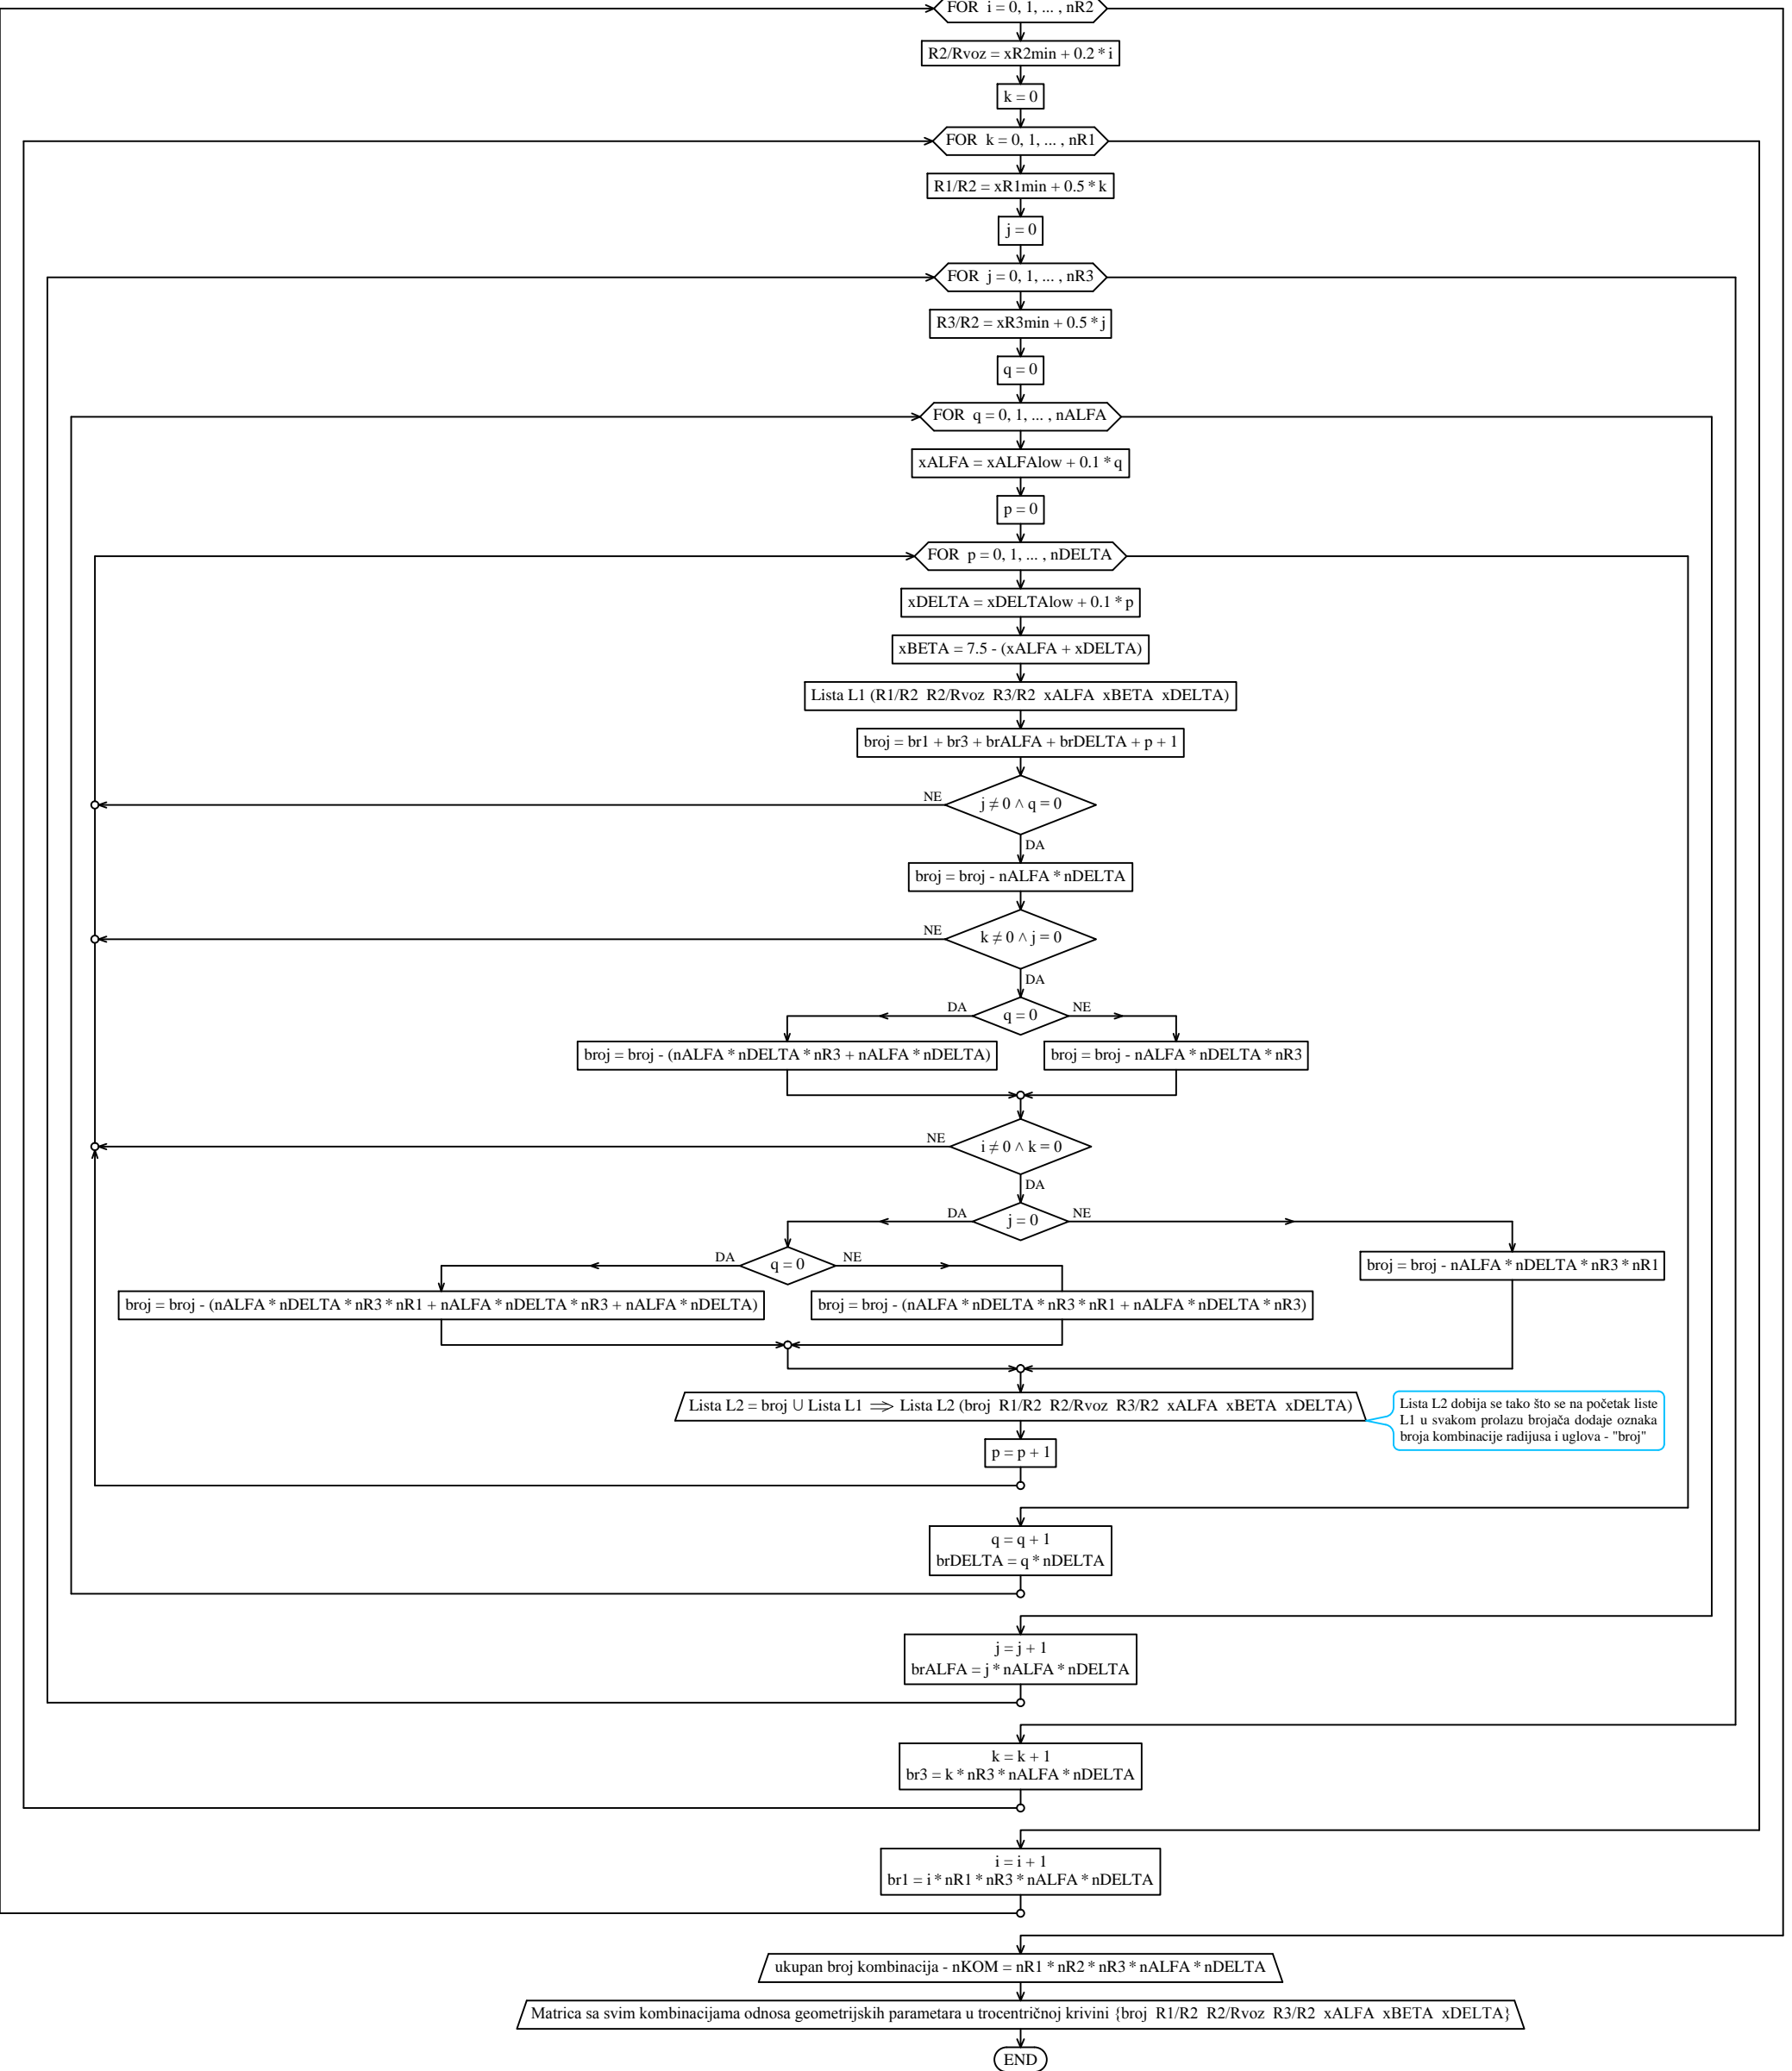 FOR i = 0, 1, ... , nR2
R2/Rvoz = xR2min + 0.2 * i
k = 0
FOR k = 0, 1, ... , nR1
R1/R2 = xR1min + 0.5 * k
j = 0
FOR j = 0, 1, ... , nR3
R3/R2 = xR3min + 0.5 * j
q = 0
FOR q = 0, 1, ... , nALFA
xALFA = xALFAlow + 0.1 * q
p = 0
FOR p = 0, 1, ... , nDELTA
xDELTA = xDELTAlow + 0.1 * p
xBETA = 7.5 - (xALFA + xDELTA)
Lista L1 (R1/R2 R2/Rvoz R3/R2 xALFA xBETA xDELTA)
broj = br1 + br3 + brALFA + brDELTA + p + 1
NE
j ≠ 0 ∧ q = 0
DA
broj = broj - nALFA * nDELTA
NE
k ≠ 0 ∧ j = 0
DA
DA
q = 0
NE
broj = broj - (nALFA * nDELTA * nR3 + nALFA * nDELTA)
broj = broj - nALFA * nDELTA * nR3
NE
i ≠ 0 ∧ k = 0
DA
DA
j = 0
NE
DA
q = 0
NE
broj = broj - nALFA * nDELTA * nR3 * nR1
broj = broj - (nALFA * nDELTA * nR3 * nR1 + nALFA * nDELTA * nR3 + nALFA * nDELTA)
broj = broj - (nALFA * nDELTA * nR3 * nR1 + nALFA * nDELTA * nR3)
Lista L2 = broj ∪ Lista L1 ⇒ Lista L2 (broj R1/R2 R2/Rvoz R3/R2 xALFA xBETA xDELTA)
Lista L2 dobija se tako što se na početak liste
L1 u svakom prolazu brojača dodaje oznaka
broja kombinacije radijusa i uglova - "broj"
p = p + 1
q = q + 1
brDELTA = q * nDELTA
j = j + 1
brALFA = j * nALFA * nDELTA
k = k + 1
br3 = k * nR3 * nALFA * nDELTA
i = i + 1
br1 = i * nR1 * nR3 * nALFA * nDELTA
ukupan broj kombinacija - nKOM = nR1 * nR2 * nR3 * nALFA * nDELTA
Matrica sa svim kombinacijama odnosa geometrijskih parametara u trocentričnoj krivini {broj R1/R2 R2/Rvoz R3/R2 xALFA xBETA xDELTA}
END